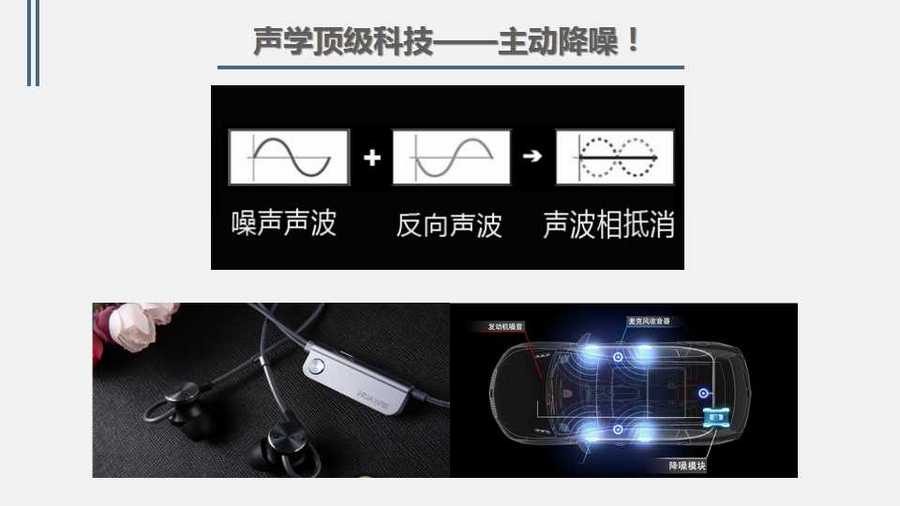 声学顶级科技——主动降噪！
噪声声波
反向声波
声波相抵消
HUAWEI
发动机噪音
麦克风收音器
降噪模块